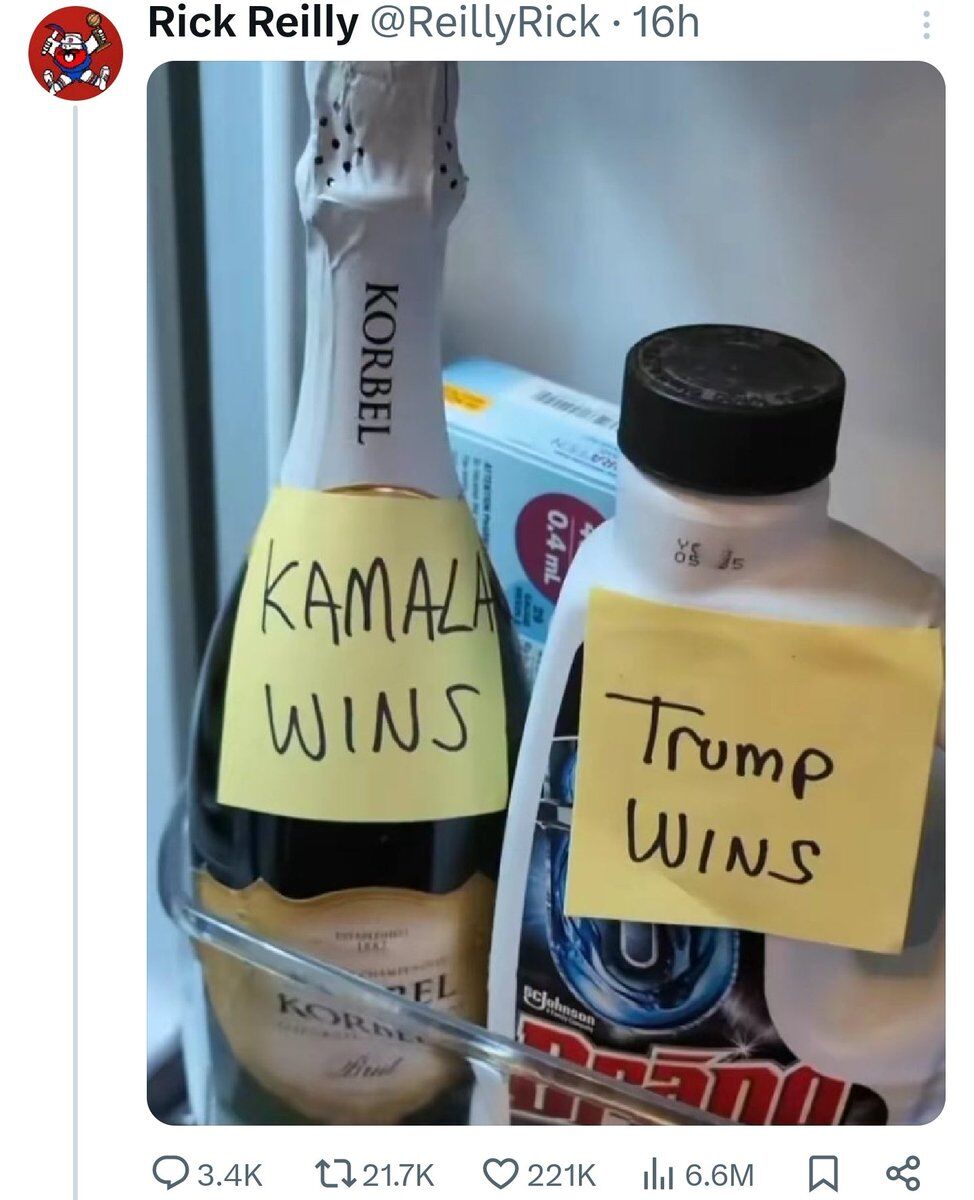 Rick Reilly @ReillyRick · 16h
KORBEL
KAMALA
WINS
0.4 mL
Trump
WINS
KORBEL
Brut
scjohnson
Drāno
3.4K 21.7K 221K 6.6M